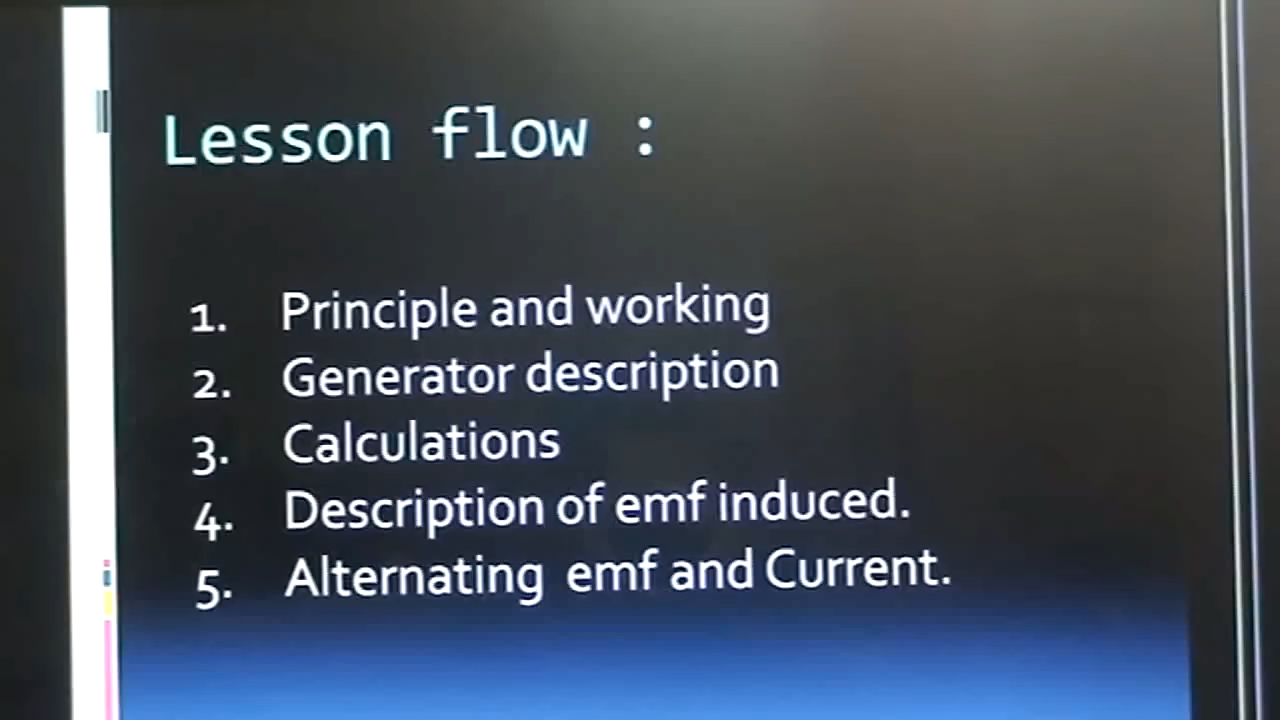 Lesson flow :
1. Principle and working
2. Generator description
3. Calculations
4. Description of emf induced.
5. Alternating emf and Current.